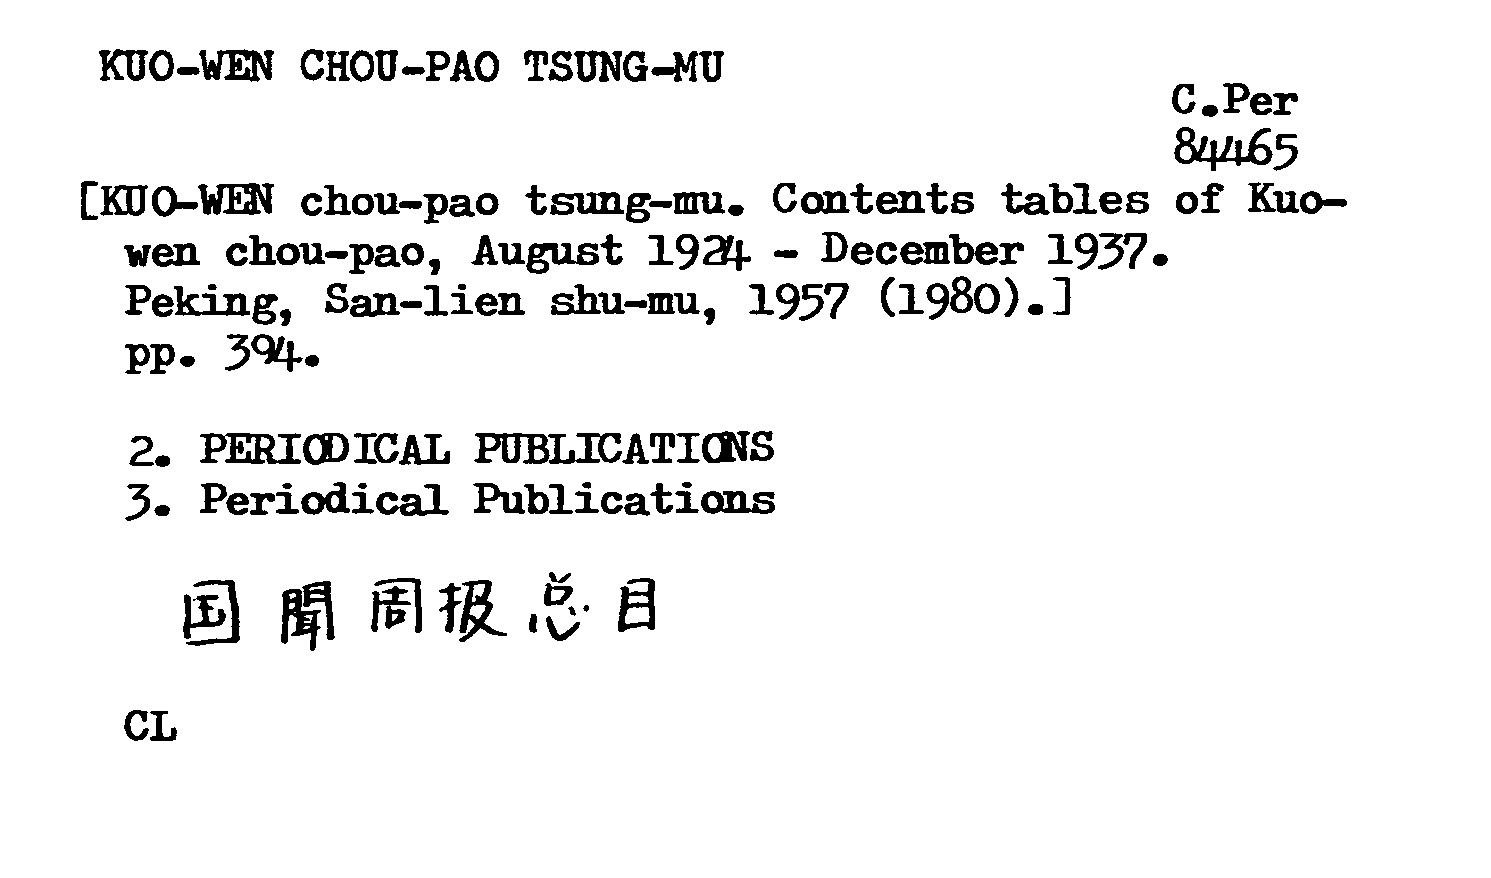 KUO-WEN CHOU-PAO TSUNG-MU
C.Per
84465
[KUO-WEN chou-pao tsung-mu. Contents tables of Kuo-
wen chou-pao, August 1924 - December 1937.
Peking, San-lien shu-mu, 1957 (1980).]
pp. 394.
2. PERIODICAL PUBLICATIONS
3. Periodical Publications
国聞周报总目
CL